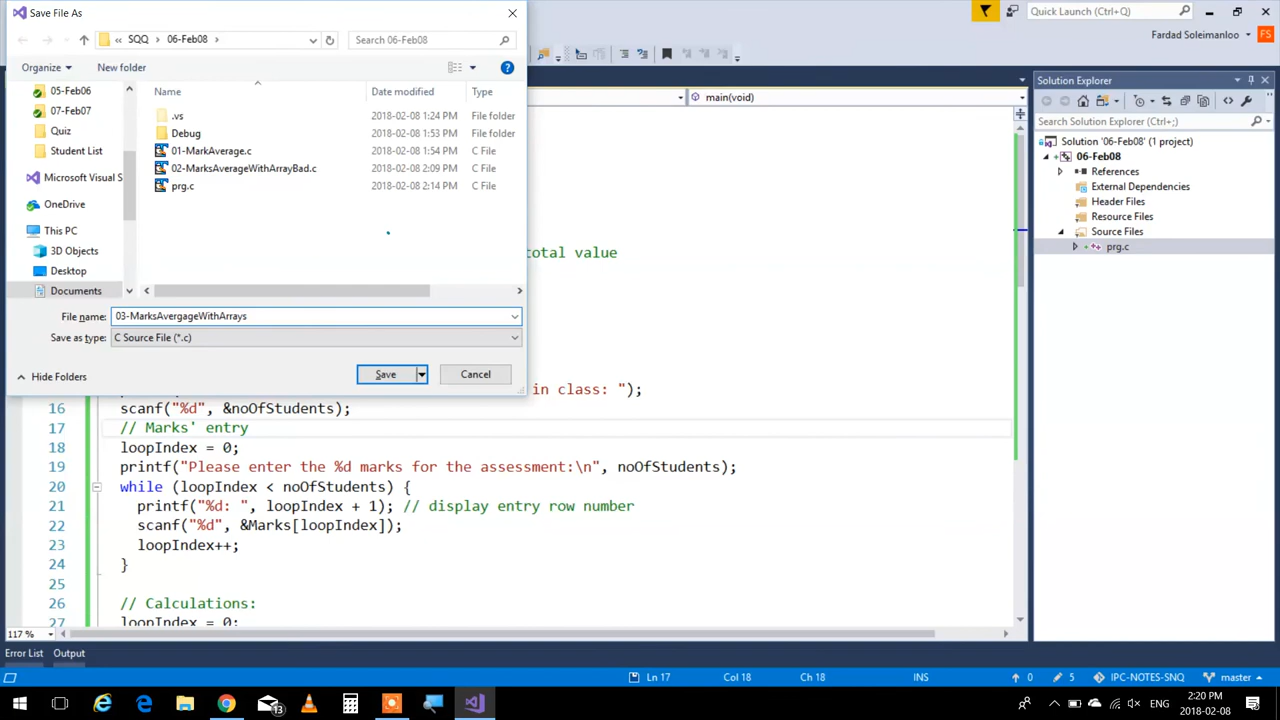 Save File As
Quick Launch (Ctrl+;)
SQQ
06-Feb08
Search 06-Feb08
Fardad Soleimanloo
FS
Organize
New folder
Solution Explorer
Search Solution Explorer (Ctrl+;)
05-Feb06
07-Feb07
Quiz
Student List
Microsoft Visual S
OneDrive
This PC
3D Objects
Desktop
Documents
Name
Date modified
Type
.vs
2018-02-08 1:24 PM
File folder
Debug
2018-02-08 1:53 PM
File folder
01-MarkAverage.c
2018-02-08 1:54 PM
C File
02-MarksAverageWithArrayBad.c
2018-02-08 2:09 PM
C File
prg.c
2018-02-08 2:14 PM
C File
File name:
03-MarksAvergageWithArrays
Save as type:
C Source File (*.c)
Hide Folders
Save
Cancel
main(void)
Solution '06-Feb08' (1 project)
06-Feb08
References
External Dependencies
Header Files
Resource Files
Source Files
prg.c
total value
in class: ");
16 scanf("%d", &noOfStudents);
17 // Marks' entry
18 loopIndex = 0;
19 printf("Please enter the %d marks for the assessment:\n", noOfStudents);
20 while (loopIndex < noOfStudents) {
21 printf("%d: ", loopIndex + 1); // display entry row number
22 scanf("%d", &Marks[loopIndex]);
23 loopIndex++;
24 }
25
26 // Calculations:
27 loopIndex = 0;
117 %
Error List
Output
Ln 17
Col 18
Ch 18
INS
0
5
IPC-NOTES-SNQ
master
13
ENG
2:20 PM
2018-02-08